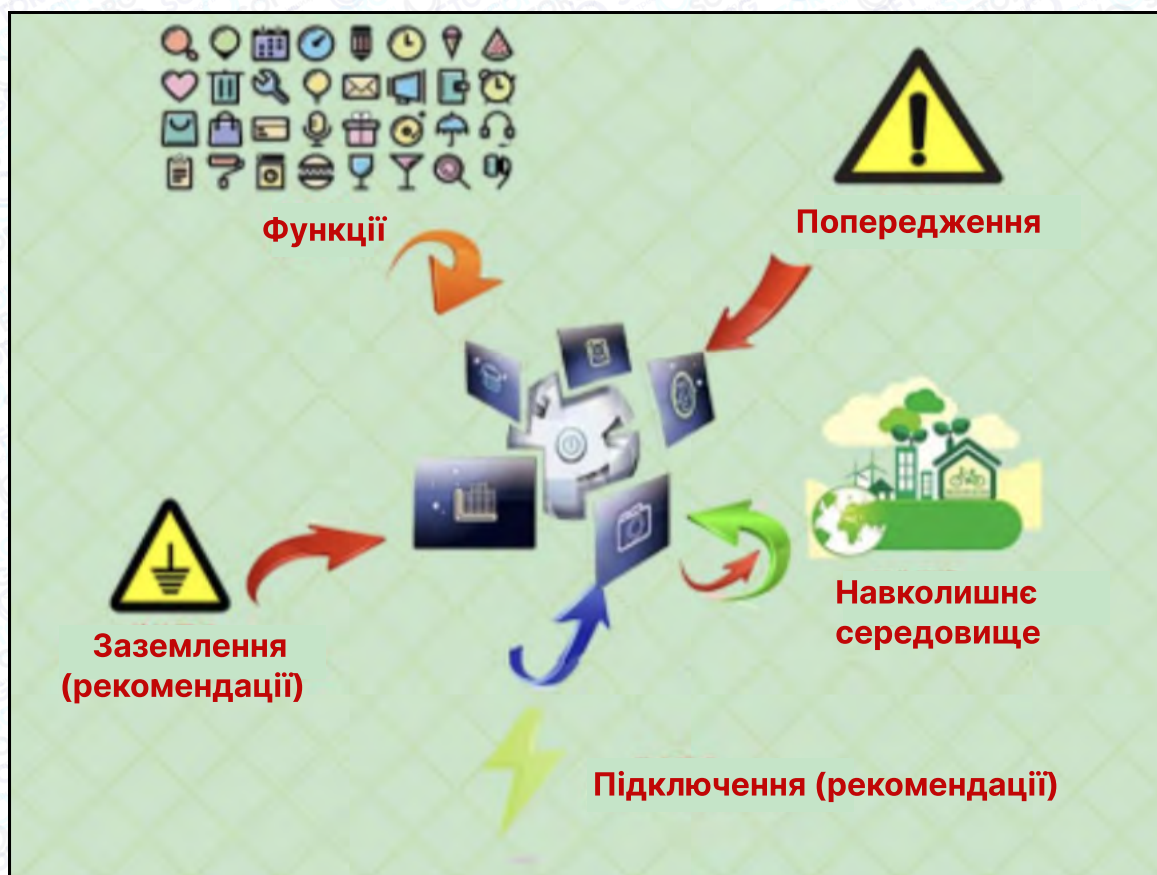 Функції
Попередження
Навколишнє
середовище
Заземлення
(рекомендації)
Підключення (рекомендації)